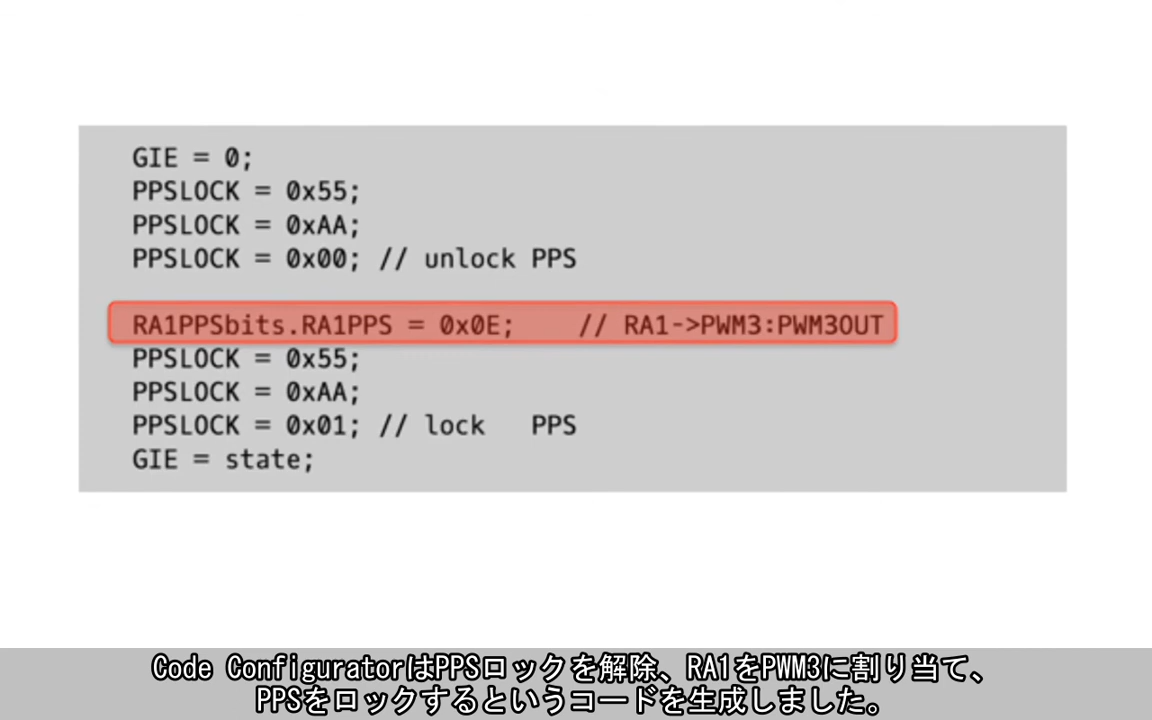 GIE = 0;
PPSLOCK = 0x55;
PPSLOCK = 0xAA;
PPSLOCK = 0x00; // unlock PPS
RA1PPSbits.RA1PPS = 0x0E;    // RA1->PWM3:PWM3OUT
PPSLOCK = 0x55;
PPSLOCK = 0xAA;
PPSLOCK = 0x01; // lock   PPS
GIE = state;
Code ConfiguratorはPPSロックを解除、RA1をPWM3に割り当て、
PPSをロックするというコードを生成しました。